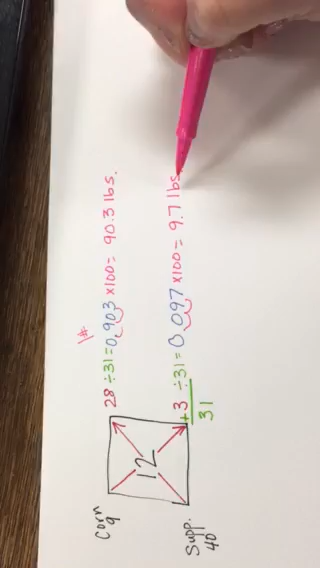 Corn
9
28 ÷ 31 = 0.903 x100 = 90.3 lbs.
12
Supp.
40
+3 ÷ 31 = 0.097 x100 = 9.7 lbs
31